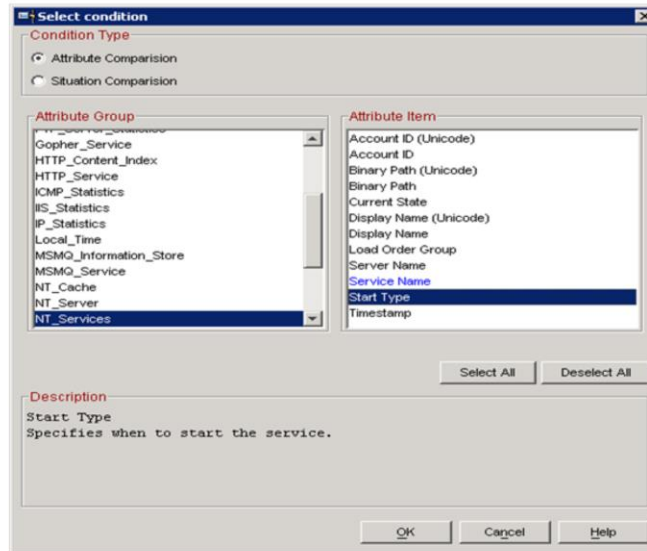 Select condition
Condition Type
Attribute Comparision
Situation Comparision
Attribute Group
Gopher_Service
HTTP_Content_Index
HTTP_Service
ICMP_Statistics
IIS_Statistics
IP_Statistics
Local_Time
MSMQ_Information_Store
MSMQ_Service
NT_Cache
NT_Server
NT_Services
Attribute Item
Account ID (Unicode)
Account ID
Binary Path (Unicode)
Binary Path
Current State
Display Name (Unicode)
Display Name
Load Order Group
Server Name
Service Name
Start Type
Timestamp
Select All Deselect All
Description
Start Type
Specifies when to start the service.
OK Cancel Help